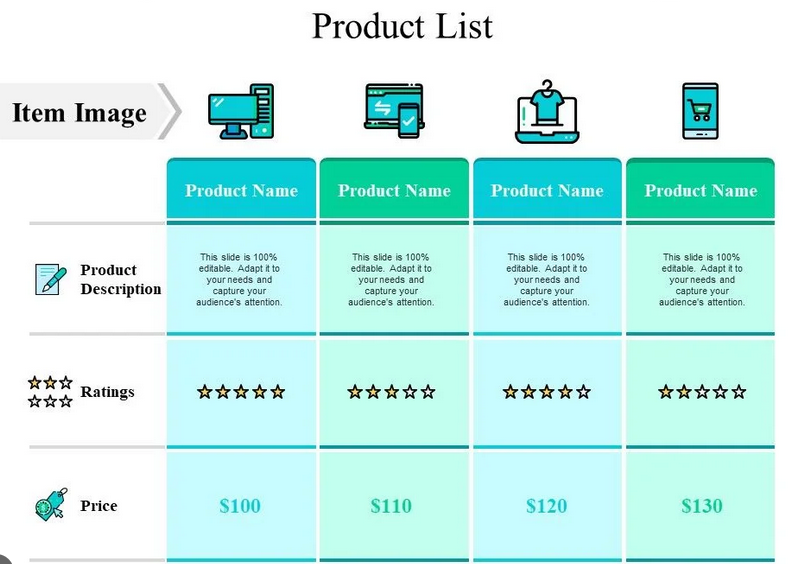 Product List
Item Image
Product Name
Product Name
Product Name
Product Name
Product
Description
This slide is 100%
editable. Adapt it to
your needs and
capture your
audience's attention.
This slide is 100%
editable. Adapt it to
your needs and
capture your
audience's attention.
This slide is 100%
editable. Adapt it to
your needs and
capture your
audience's attention.
This slide is 100%
editable. Adapt it to
your needs and
capture your
audience's attention.
Ratings
Price
$100
$110
$120
$130